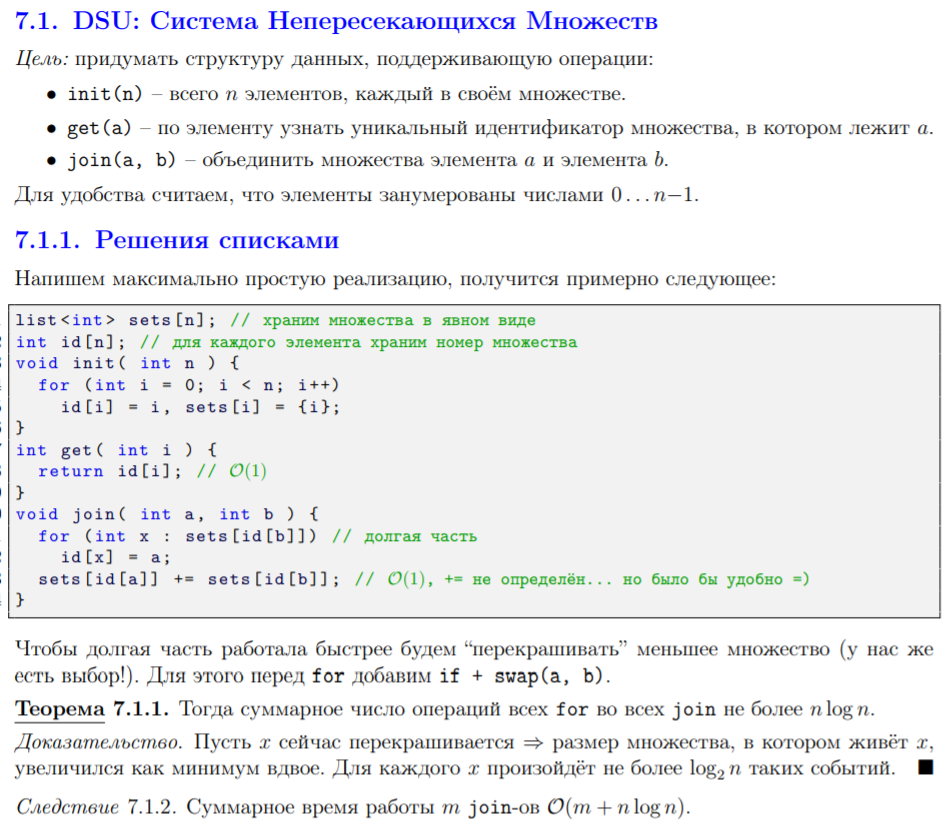 7.1. DSU: Система Непересекающихся Множеств
Цель: придумать структуру данных, поддерживающую операции:
• init(n) – всего n элементов, каждый в своём множестве.
• get(a) – по элементу узнать уникальный идентификатор множества, в котором лежит a.
• join(a, b) – объединить множества элемента a и элемента b.
Для удобства считаем, что элементы занумерованы числами 0…n−1.
7.1.1. Решения списками
Напишем максимально простую реализацию, получится примерно следующее:
list<int> sets[n]; // храним множества в явном виде
int id[n]; // для каждого элемента храним номер множества
void init( int n ) {
for (int i = 0; i < n; i++)
id[i] = i, sets[i] = {i};
}
int get( int i ) {
return id[i]; // O(1)
}
void join( int a, int b ) {
for (int x : sets[id[b]]) // долгая часть
id[x] = a;
sets[id[a]] += sets[id[b]]; // O(1), += не определён... но было бы удобно =)
}
Чтобы долгая часть работала быстрее будем “перекрашивать” меньшее множество (у нас же
есть выбор!). Для этого перед for добавим if + swap(a, b).
Теорема 7.1.1. Тогда суммарное число операций всех for во всех join не более n log n.
Доказательство. Пусть x сейчас перекрашивается ⇒ размер множества, в котором живёт x,
увеличился как минимум вдвое. Для каждого x произойдёт не более log₂ n таких событий. ■
Следствие 7.1.2. Суммарное время работы m join-ов O(m + n log n).